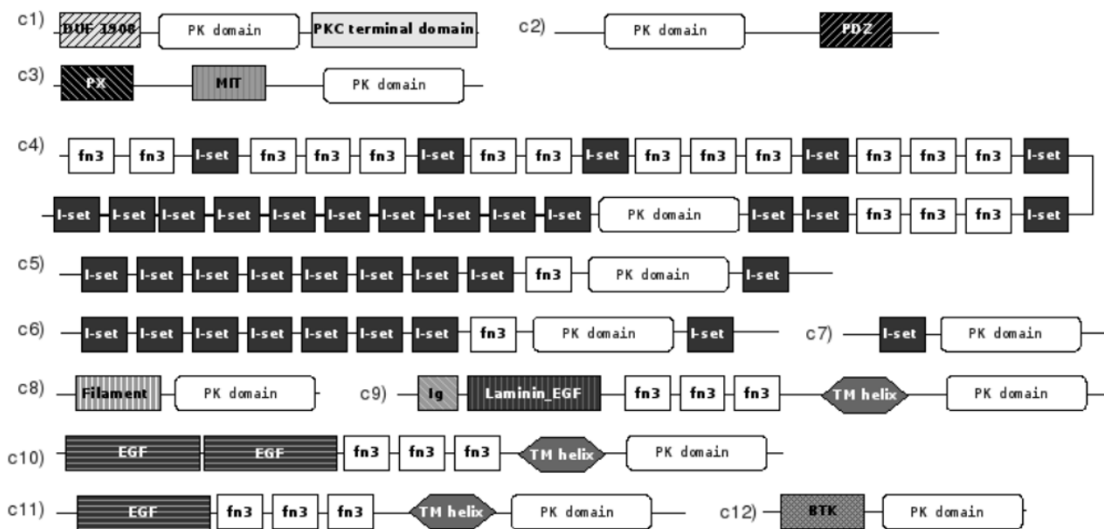 c1) DUF 1908 PK domain PKC terminal domain c2) PK domain PDZ
c3) PX MIT PK domain
c4) fn3 fn3 I-set fn3 fn3 fn3 I-set fn3 fn3 I-set fn3 fn3 fn3 I-set fn3 fn3 fn3 I-set
I-set I-set I-set I-set I-set I-set I-set I-set I-set I-set PK domain I-set I-set fn3 fn3 fn3 I-set
c5) I-set I-set I-set I-set I-set I-set I-set I-set fn3 PK domain I-set
c6) I-set I-set I-set I-set I-set I-set I-set fn3 PK domain I-set c7) I-set PK domain
c8) Filament PK domain c9) Ig Laminin_EGF fn3 fn3 fn3 TM helix PK domain
c10) EGF EGF fn3 fn3 fn3 TM helix PK domain
c11) EGF fn3 fn3 fn3 TM helix PK domain c12) BTK PK domain